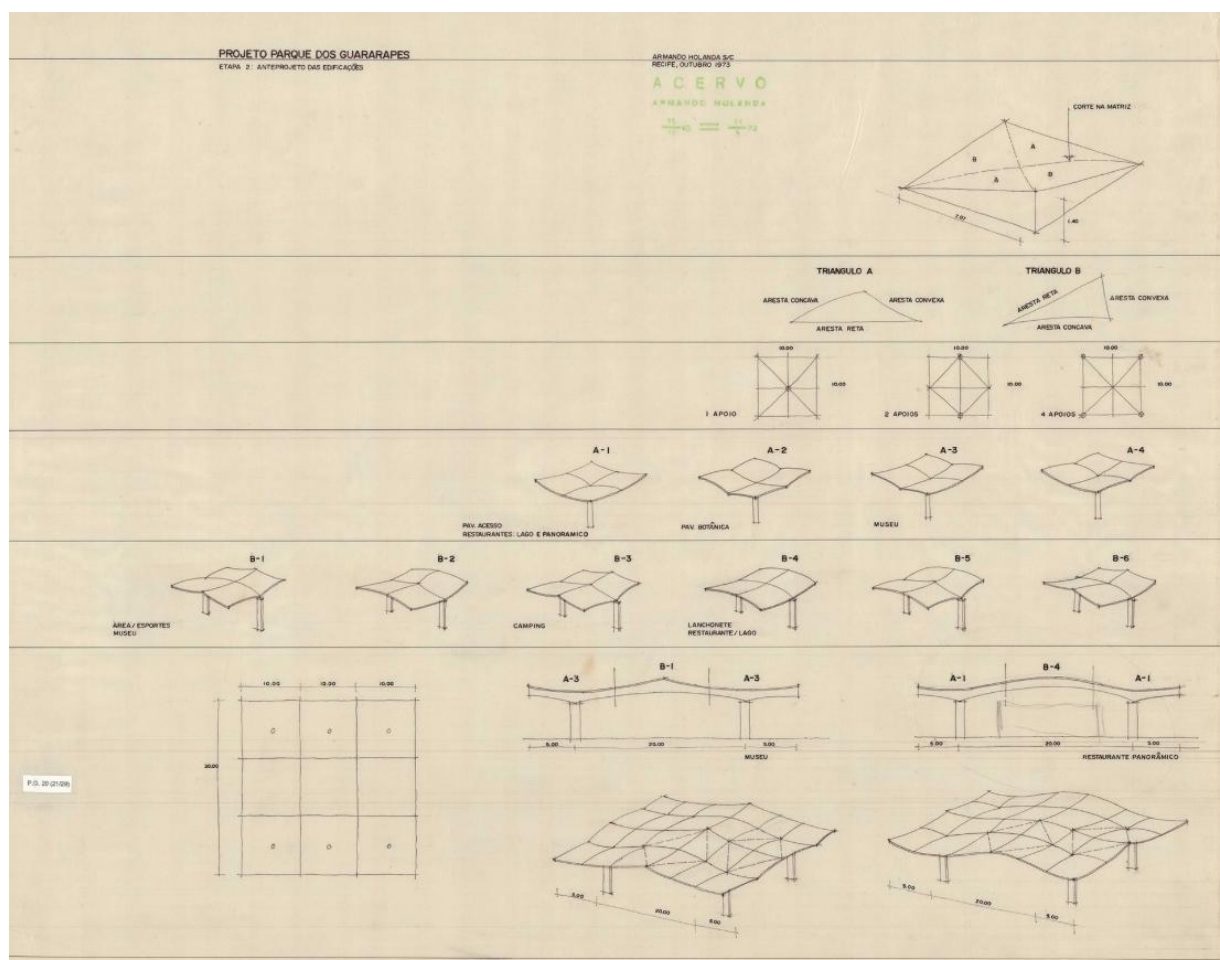 PROJETO PARQUE DOS GUARARAPES
ETAPA 2: ANTEPROJETO DAS EDIFICAÇÕES
ARMANDO HOLANDA S/C
RECIFE, OUTUBRO 1973
ACERVO
ARMANDO HOLANDA
CORTE NA MATRIZ
A
B
A
B
7.07
1.40
TRIANGULO A
TRIANGULO B
ARESTA CONCAVA
ARESTA CONVEXA
ARESTA RETA
ARESTA RETA
ARESTA CONVEXA
ARESTA CONCAVA
10.00
10.00
1 APOIO
10.00
10.00
2 APOIOS
10.00
10.00
4 APOIOS
A-1
A-2
A-3
A-4
PAV. ACESSO
RESTAURANTES: LAGO E PANORAMICO
PAV. BOTÂNICA
MUSEU
B-1
B-2
B-3
B-4
B-5
B-6
ÁREA/ESPORTES
MUSEU
CAMPING
LANCHONETE
RESTAURANTE/LAGO
10.00
10.00
10.00
A-3
B-1
A-3
5.00
20.00
5.00
MUSEU
A-1
B-4
A-1
5.00
20.00
5.00
RESTAURANTE PANORÂMICO
P.G. 20 (21/29)
5.00
20.00
5.00
5.00
20.00
5.00